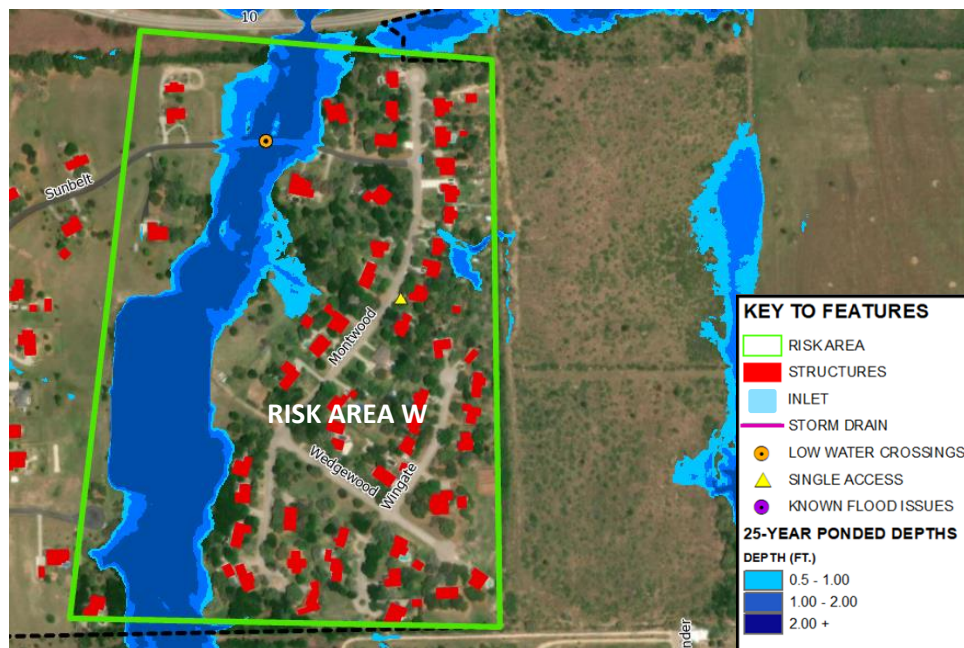 10
Sunbelt
Montwood
RISK AREA W
Wedgewood
Wingate
nder
KEY TO FEATURES
RISK AREA
STRUCTURES
INLET
STORM DRAIN
LOW WATER CROSSINGS
SINGLE ACCESS
KNOWN FLOOD ISSUES
25-YEAR PONDED DEPTHS
DEPTH (FT.)
0.5 - 1.00
1.00 - 2.00
2.00 +